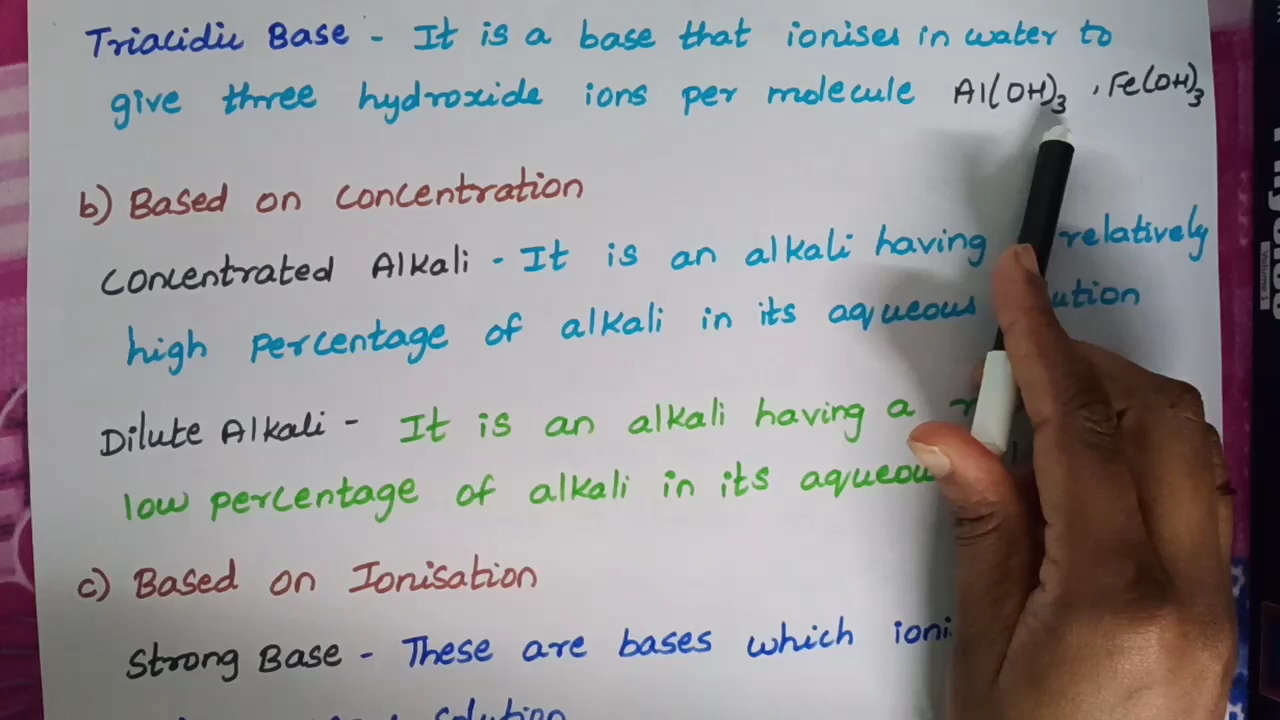 Triacidic Base - It is a base that ionises in water to
give three hydroxide ions per molecule Al(OH)3, Fe(OH)3
b) Based on concentration
concentrated Alkali - It is an alkali having relatively
high percentage of alkali in its aqueous
Dilute Alkali - It is an alkali having a
low percentage of alkali in its
c) Based on Ionisation
Strong Base - These are bases which
solution